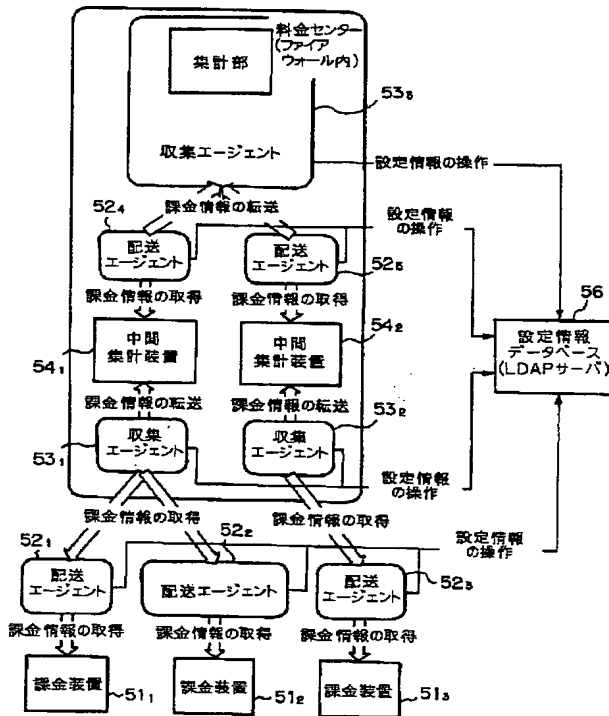 料金センター
(ファイア
ウォール内)
集計部
53₃
収集エージェント
設定情報の操作
課金情報の転送
52₄
配送
エージェント
配送
エージェント
52₅
設定情報
の操作
課金情報の取得
課金情報の取得
56
設定情報
データベース
(LDAPサーバ)
54₁
中間
集計装置
中間
集計装置
54₂
課金情報の転送
課金情報の転送
53₁
収集
エージェント
収集
エージェント
53₂
設定情報
の操作
課金情報の取得
課金情報の取得
設定情報
の操作
52₁
配送
エージェント
52₂
配送エージェント
配送
エージェント
52₃
課金情報の取得
課金情報の取得
課金情報の取得
課金装置
51₁
課金装置
51₂
課金装置
51₃